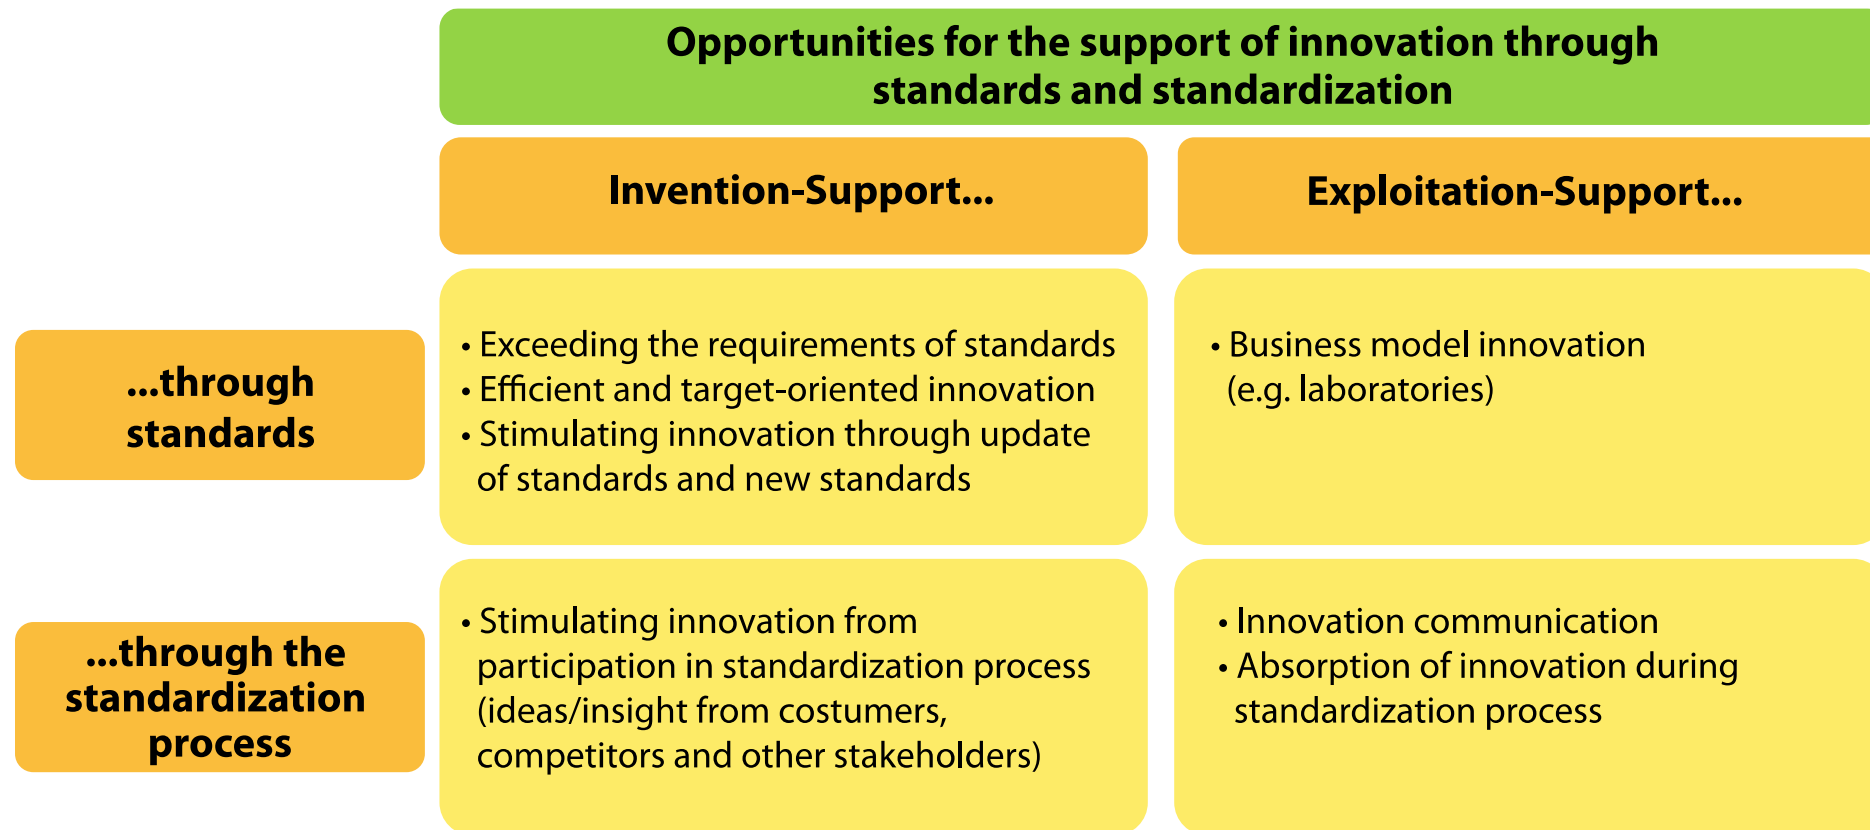 Opportunities for the support of innovation through
standards and standardization
Invention-Support...
Exploitation-Support...
...through
standards
• Exceeding the requirements of standards
• Efficient and target-oriented innovation
• Stimulating innovation through update
of standards and new standards
• Business model innovation
(e.g. laboratories)
...through the
standardization
process
• Stimulating innovation from
participation in standardization process
(ideas/insight from costumers,
competitors and other stakeholders)
• Innovation communication
• Absorption of innovation during
standardization process